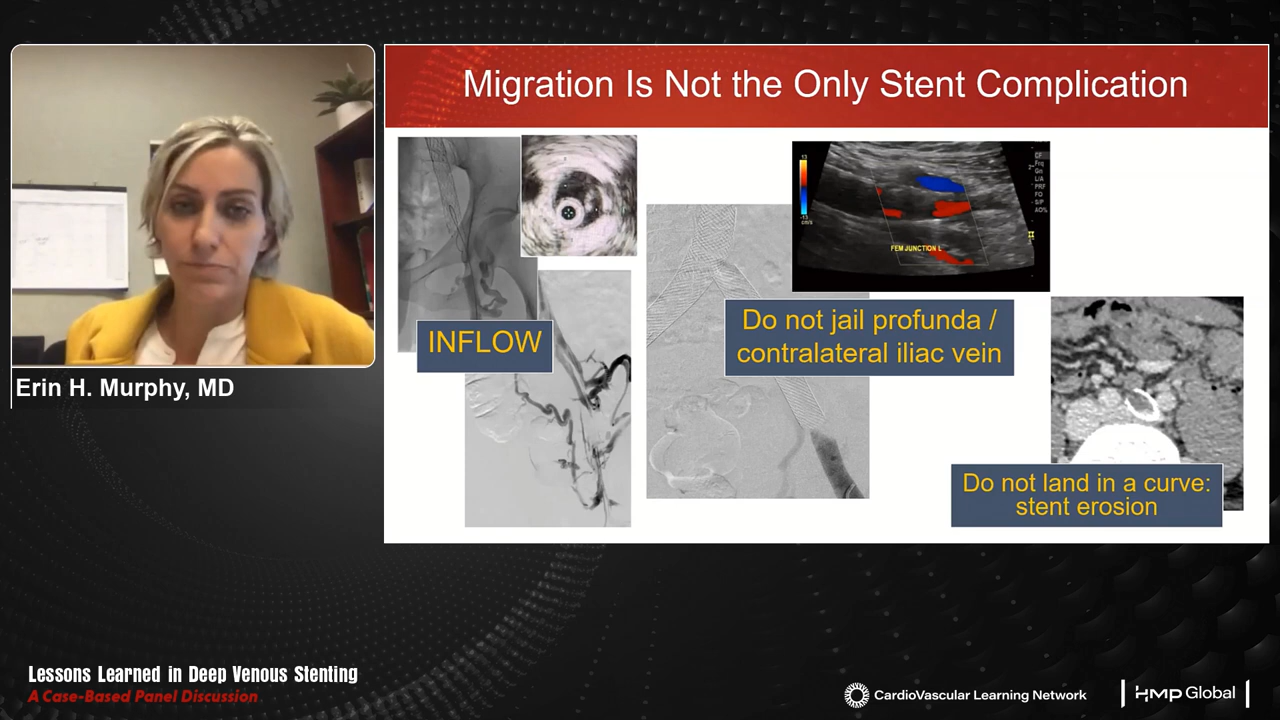 Migration Is Not the Only Stent Complication
INFLOW
FEM JUNCTION L
Do not jail profunda /
contralateral iliac vein
Do not land in a curve:
stent erosion
Erin H. Murphy, MD
Lessons Learned in Deep Venous Stenting
A Case-Based Panel Discussion
CardioVascular Learning Network
HMP Global